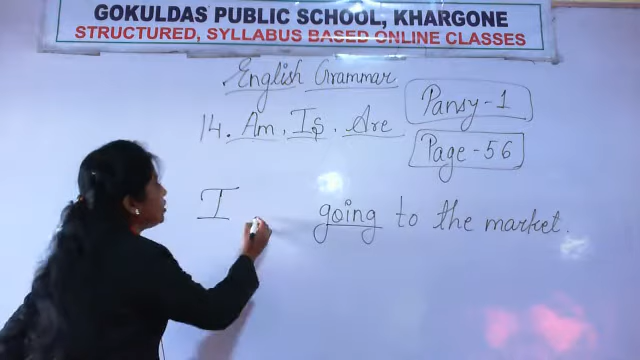 GOKULDAS PUBLIC SCHOOL, KHARGONE
STRUCTURED, SYLLABUS BASED ONLINE CLASSES
English Grammar
14. Am, Is, Are
Pansy-1
Page-56
I going to the market.